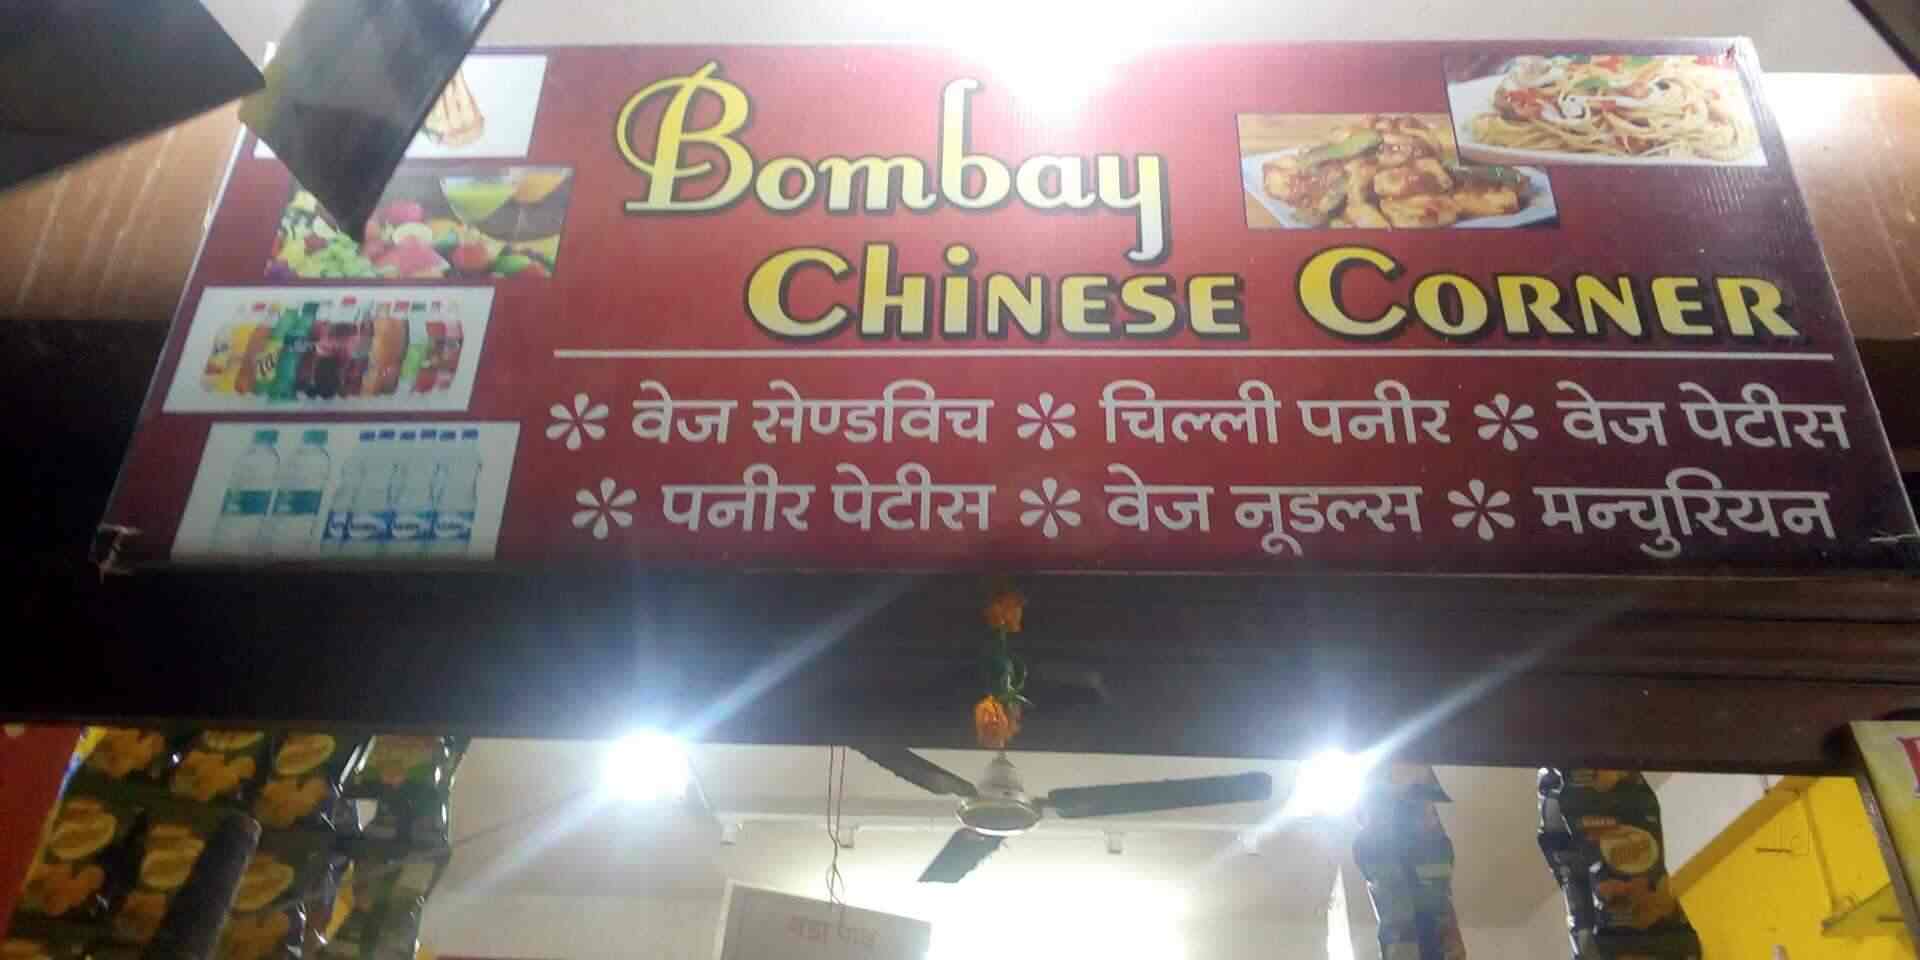 Bombay
CHiNESE CORNER
✽ वेज सेण्डविच ✽ चिल्ली पनीर ✽ वेज पेटीस
✽ पनीर पेटीस ✽ वेज नूडल्स ✽ मन्चुरियन